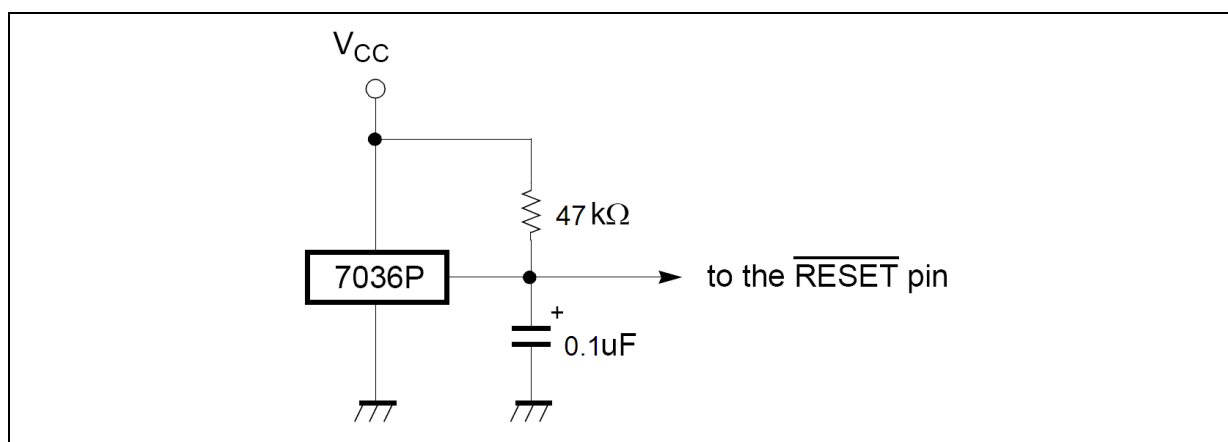 VCC
47 kΩ
7036P
to the RESET pin
+
0.1uF